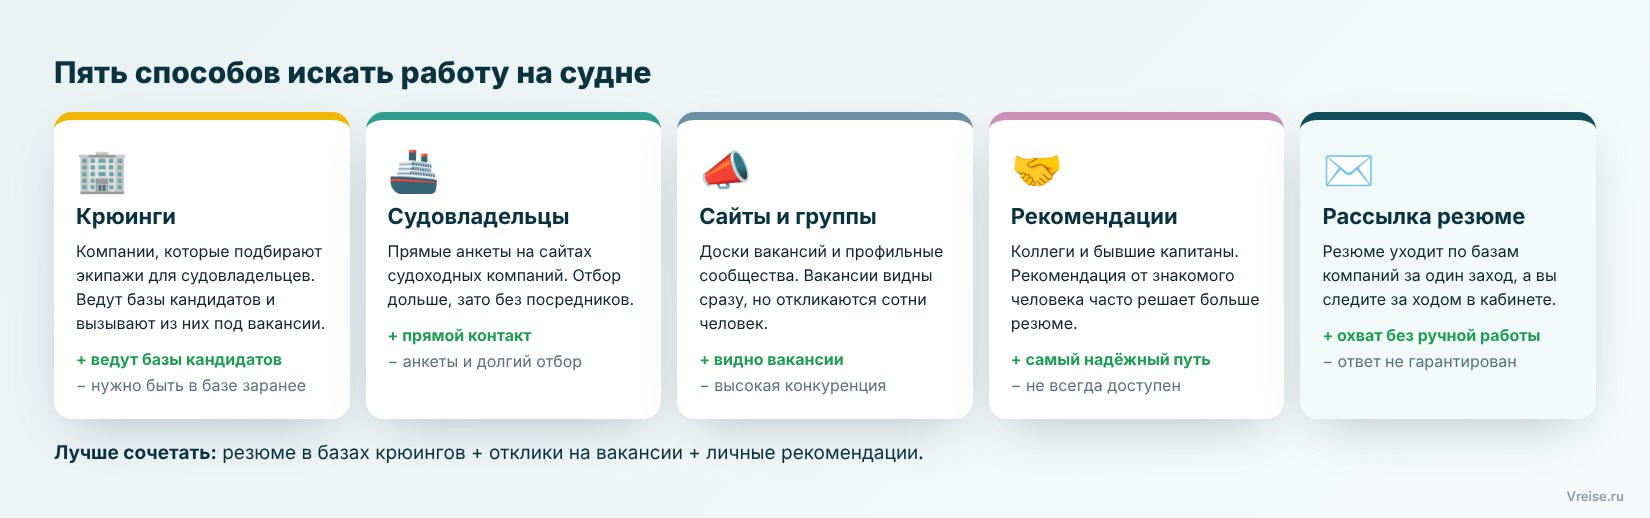 Пять способов искать работу на судне
Крюинги
Компании, которые подбирают
экипажи для судовладельцев.
Ведут базы кандидатов и
вызывают из них под вакансии.
+ ведут базы кандидатов
− нужно быть в базе заранее
Судовладельцы
Прямые анкеты на сайтах
судоходных компаний. Отбор
дольше, зато без посредников.
+ прямой контакт
− анкеты и долгий отбор
Сайты и группы
Доски вакансий и профильные
сообщества. Вакансии видны
сразу, но откликаются сотни
человек.
+ видно вакансии
− высокая конкуренция
Рекомендации
Коллеги и бывшие капитаны.
Рекомендация от знакомого
человека часто решает больше
резюме.
+ самый надёжный путь
− не всегда доступен
Рассылка резюме
Резюме уходит по базам
компаний за один заход, а вы
следите за ходом в кабинете.
+ охват без ручной работы
− ответ не гарантирован
Лучше сочетать: резюме в базах крюингов + отклики на вакансии + личные рекомендации.
Vreise.ru